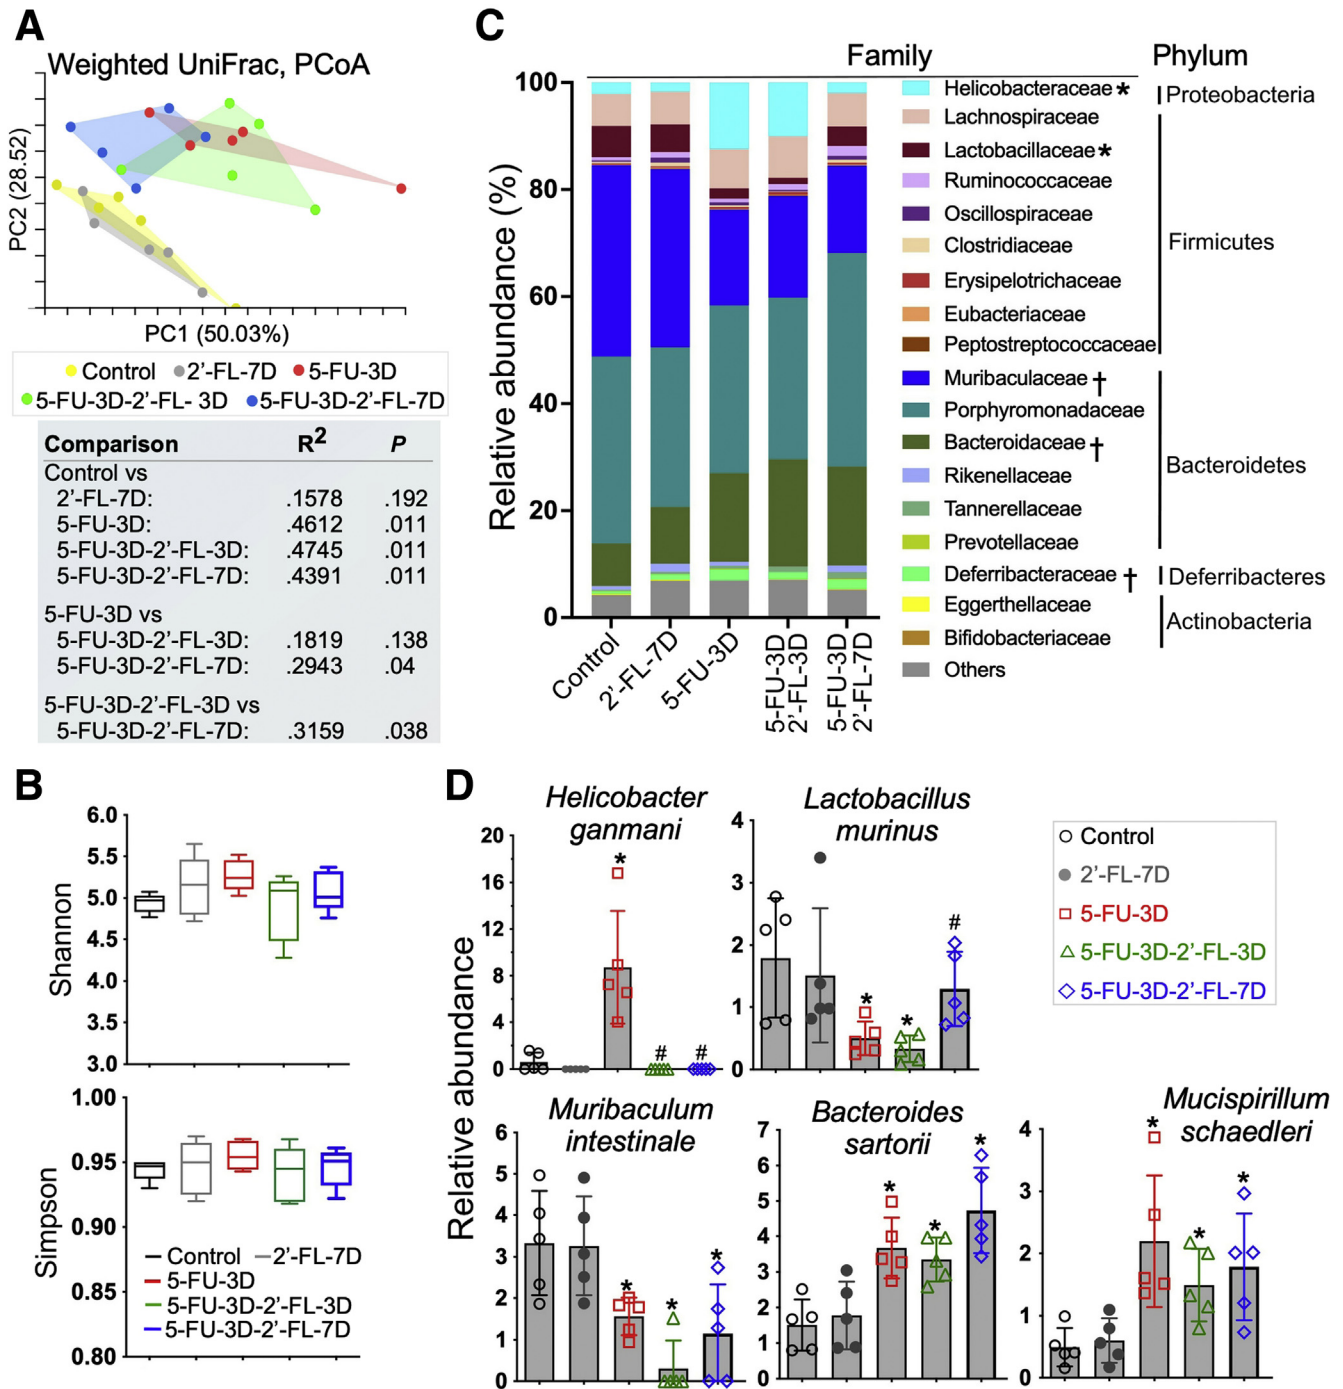 A
Weighted UniFrac, PCoA
PC2 (28.52)
PC1 (50.03%)
Control 2’-FL-7D 5-FU-3D
5-FU-3D-2’-FL- 3D 5-FU-3D-2’-FL-7D
Comparison R2 P
Control vs
2’-FL-7D: .1578 .192
5-FU-3D: .4612 .011
5-FU-3D-2’-FL-3D: .4745 .011
5-FU-3D-2’-FL-7D: .4391 .011
5-FU-3D vs
5-FU-3D-2’-FL-3D: .1819 .138
5-FU-3D-2’-FL-7D: .2943 .04
5-FU-3D-2’-FL-3D vs
5-FU-3D-2’-FL-7D: .3159 .038
B
Shannon
6.0
5.5
5.0
4.5
4.0
3.5
3.0
Simpson
1.00
0.95
0.90
0.85
0.80
Control 2’-FL-7D
5-FU-3D
5-FU-3D-2’-FL-3D
5-FU-3D-2’-FL-7D
C
Family Phylum
Relative abundance (%)
100
80
60
40
20
0
Control
2’-FL-7D
5-FU-3D
5-FU-3D
2’-FL-3D
5-FU-3D
2’-FL-7D
Helicobacteraceae *
Lachnospiraceae
Lactobacillaceae *
Ruminococcaceae
Oscillospiraceae
Clostridiaceae
Erysipelotrichaceae
Eubacteriaceae
Peptostreptococcaceae
Muribaculaceae †
Porphyromonadaceae
Bacteroidaceae †
Rikenellaceae
Tannerellaceae
Prevotellaceae
Deferribacteraceae †
Eggerthellaceae
Bifidobacteriaceae
Others
Proteobacteria
Firmicutes
Bacteroidetes
Deferribacteres
Actinobacteria
D
Relative abundance
Helicobacter
ganmani
20
16
12
8
4
0
*
# #
Lactobacillus
murinus
4
3
2
1
0
* * #
Control
2’-FL-7D
5-FU-3D
5-FU-3D-2’-FL-3D
5-FU-3D-2’-FL-7D
Muribaculum
intestinale
6
5
4
3
2
1
0
* * *
Bacteroides
sartorii
7
6
5
4
3
2
1
0
* * *
Mucispirillum
schaedleri
4
3
2
1
0
* * *